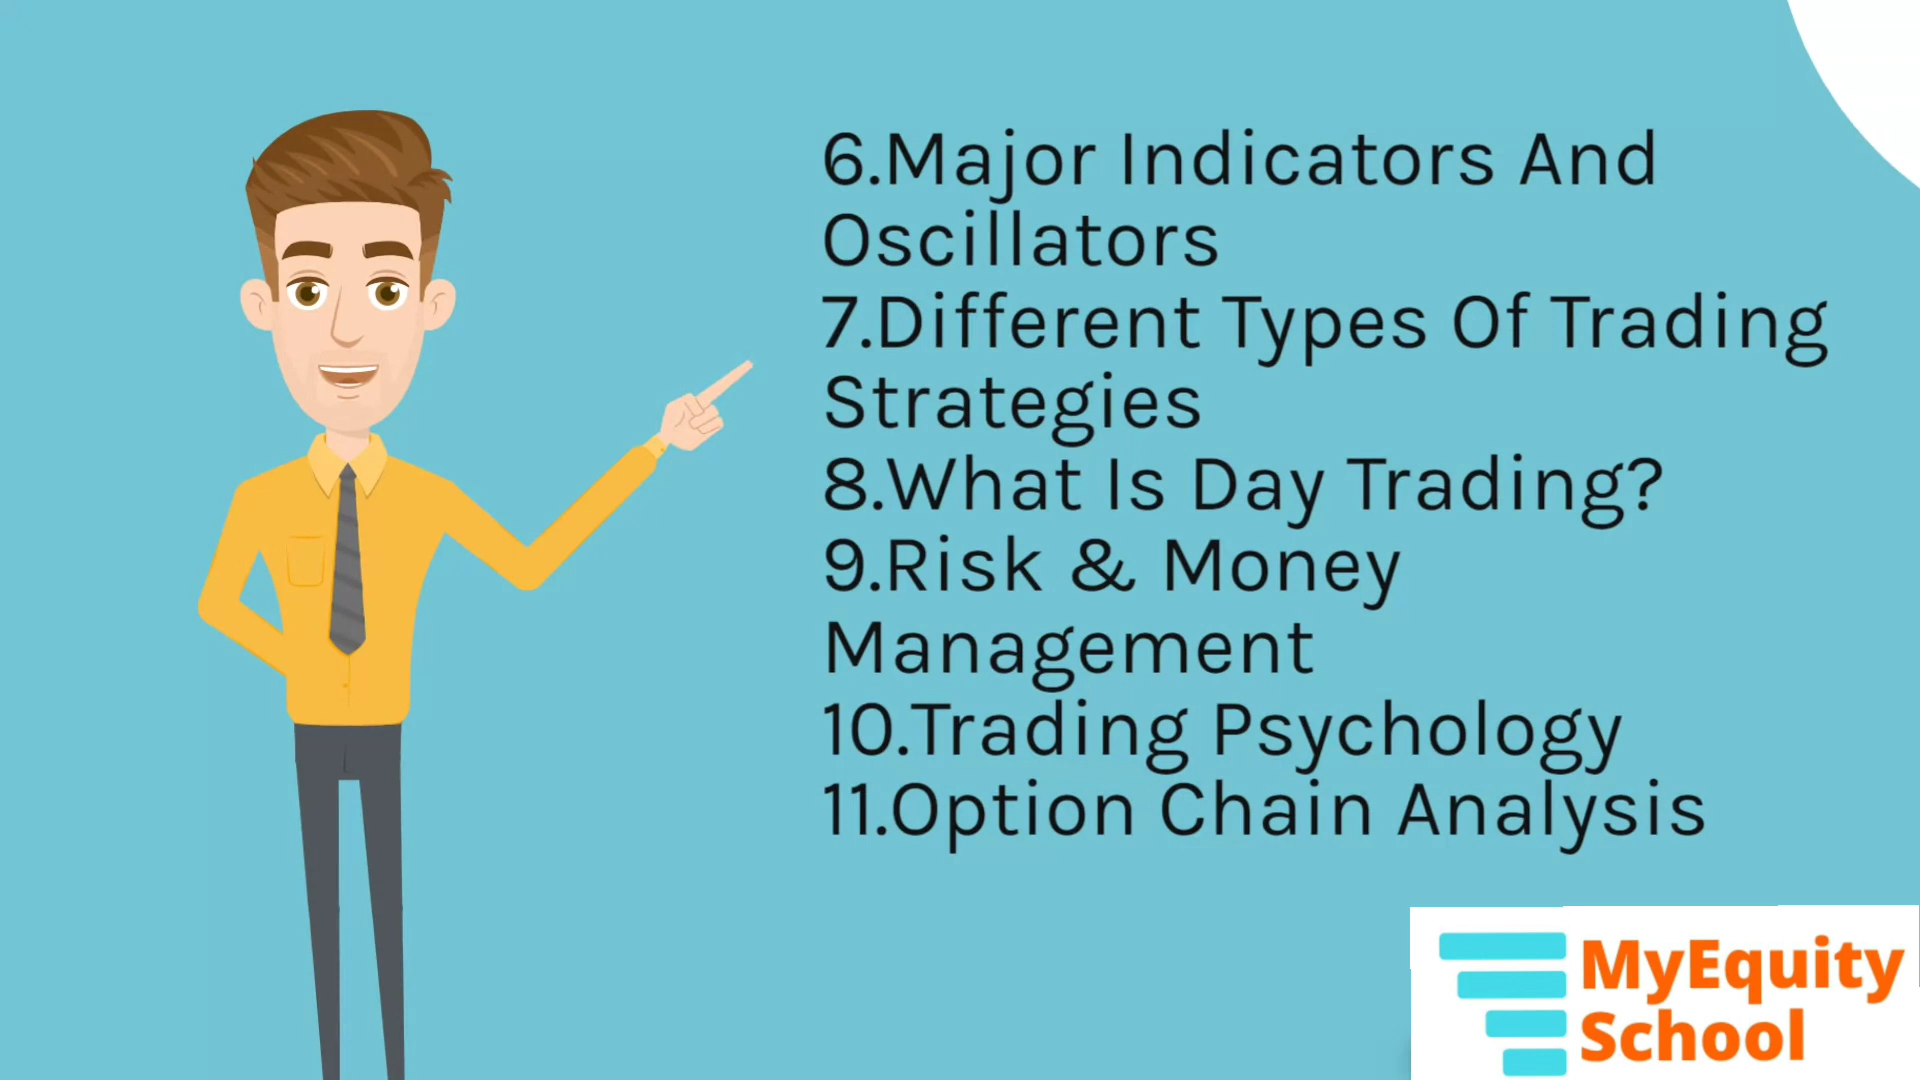 6.Major Indicators And
Oscillators
7.Different Types Of Trading
Strategies
8.What Is Day Trading?
9.Risk & Money
Management
10.Trading Psychology
11.Option Chain Analysis
MyEquity
School